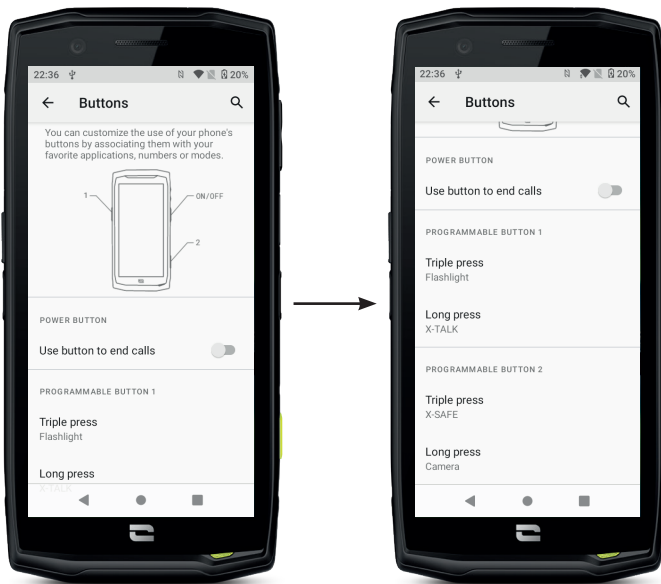 22:36
20%
Buttons
You can customize the use of your phone's
buttons by associating them with your
favorite applications, numbers or modes.
1
ON/OFF
2
POWER BUTTON
Use button to end calls
PROGRAMMABLE BUTTON 1
Triple press
Flashlight
Long press
X-TALK
22:36
20%
Buttons
POWER BUTTON
Use button to end calls
PROGRAMMABLE BUTTON 1
Triple press
Flashlight
Long press
X-TALK
PROGRAMMABLE BUTTON 2
Triple press
X-SAFE
Long press
Camera